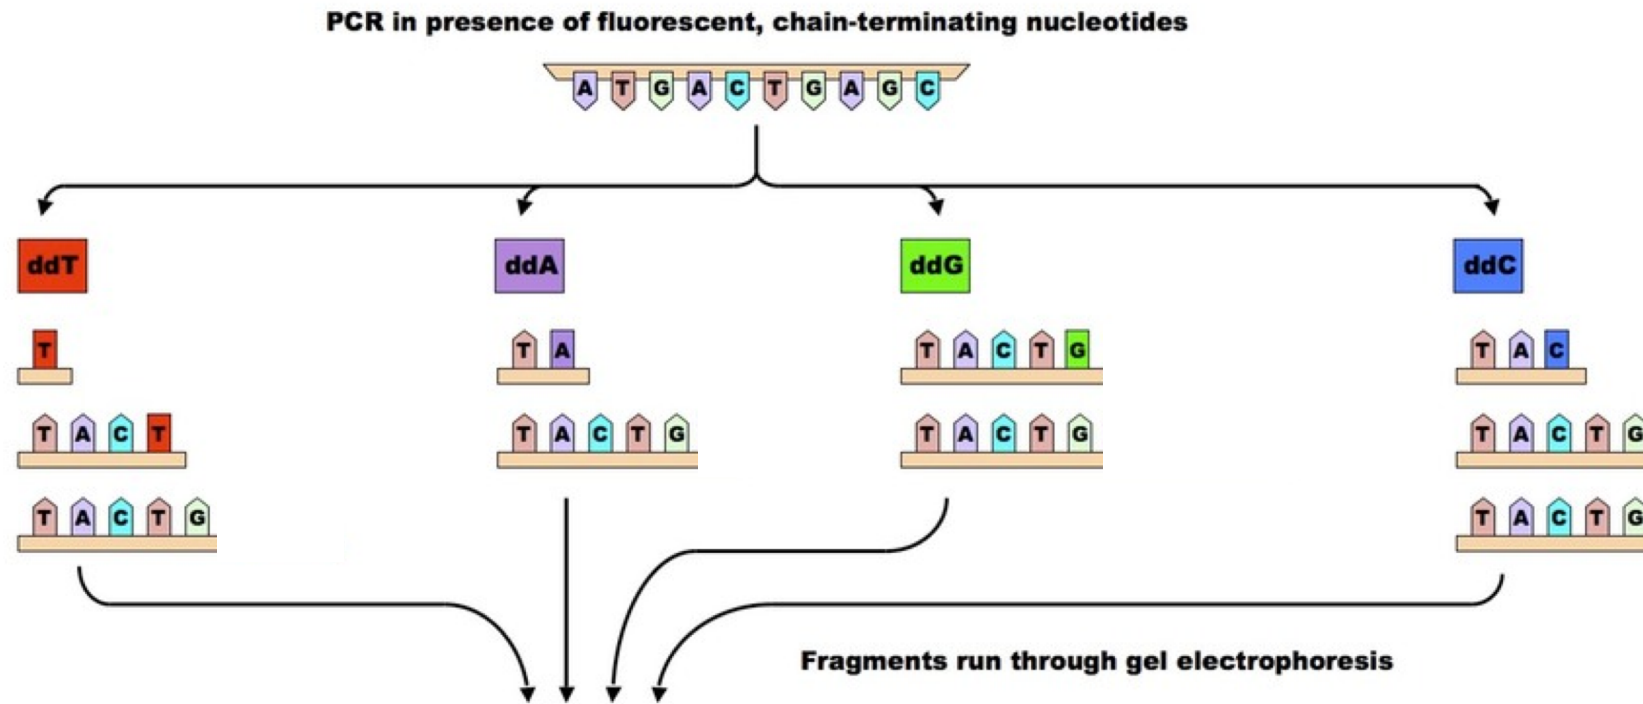 PCR in presence of fluorescent, chain-terminating nucleotides
A T G A C T G A G C
ddT ddA ddG ddC
T T A T A C T G T A C
T A C T T A C T G T A C T G T A C T G
T A C T G T A C T G
Fragments run through gel electrophoresis